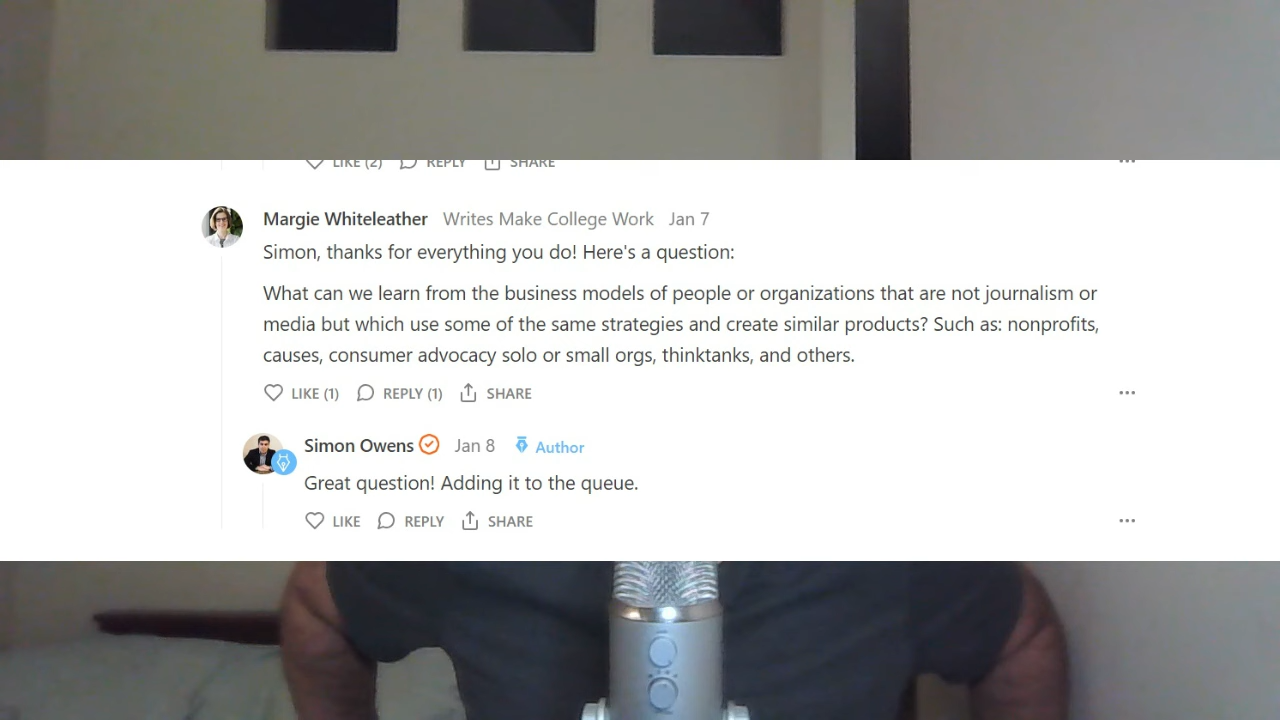 LIKE (2) REPLY SHARE
Margie Whiteleather Writes Make College Work Jan 7
Simon, thanks for everything you do! Here's a question:
What can we learn from the business models of people or organizations that are not journalism or
media but which use some of the same strategies and create similar products? Such as: nonprofits,
causes, consumer advocacy solo or small orgs, thinktanks, and others.
LIKE (1) REPLY (1) SHARE
Simon Owens Jan 8 Author
Great question! Adding it to the queue.
LIKE REPLY SHARE